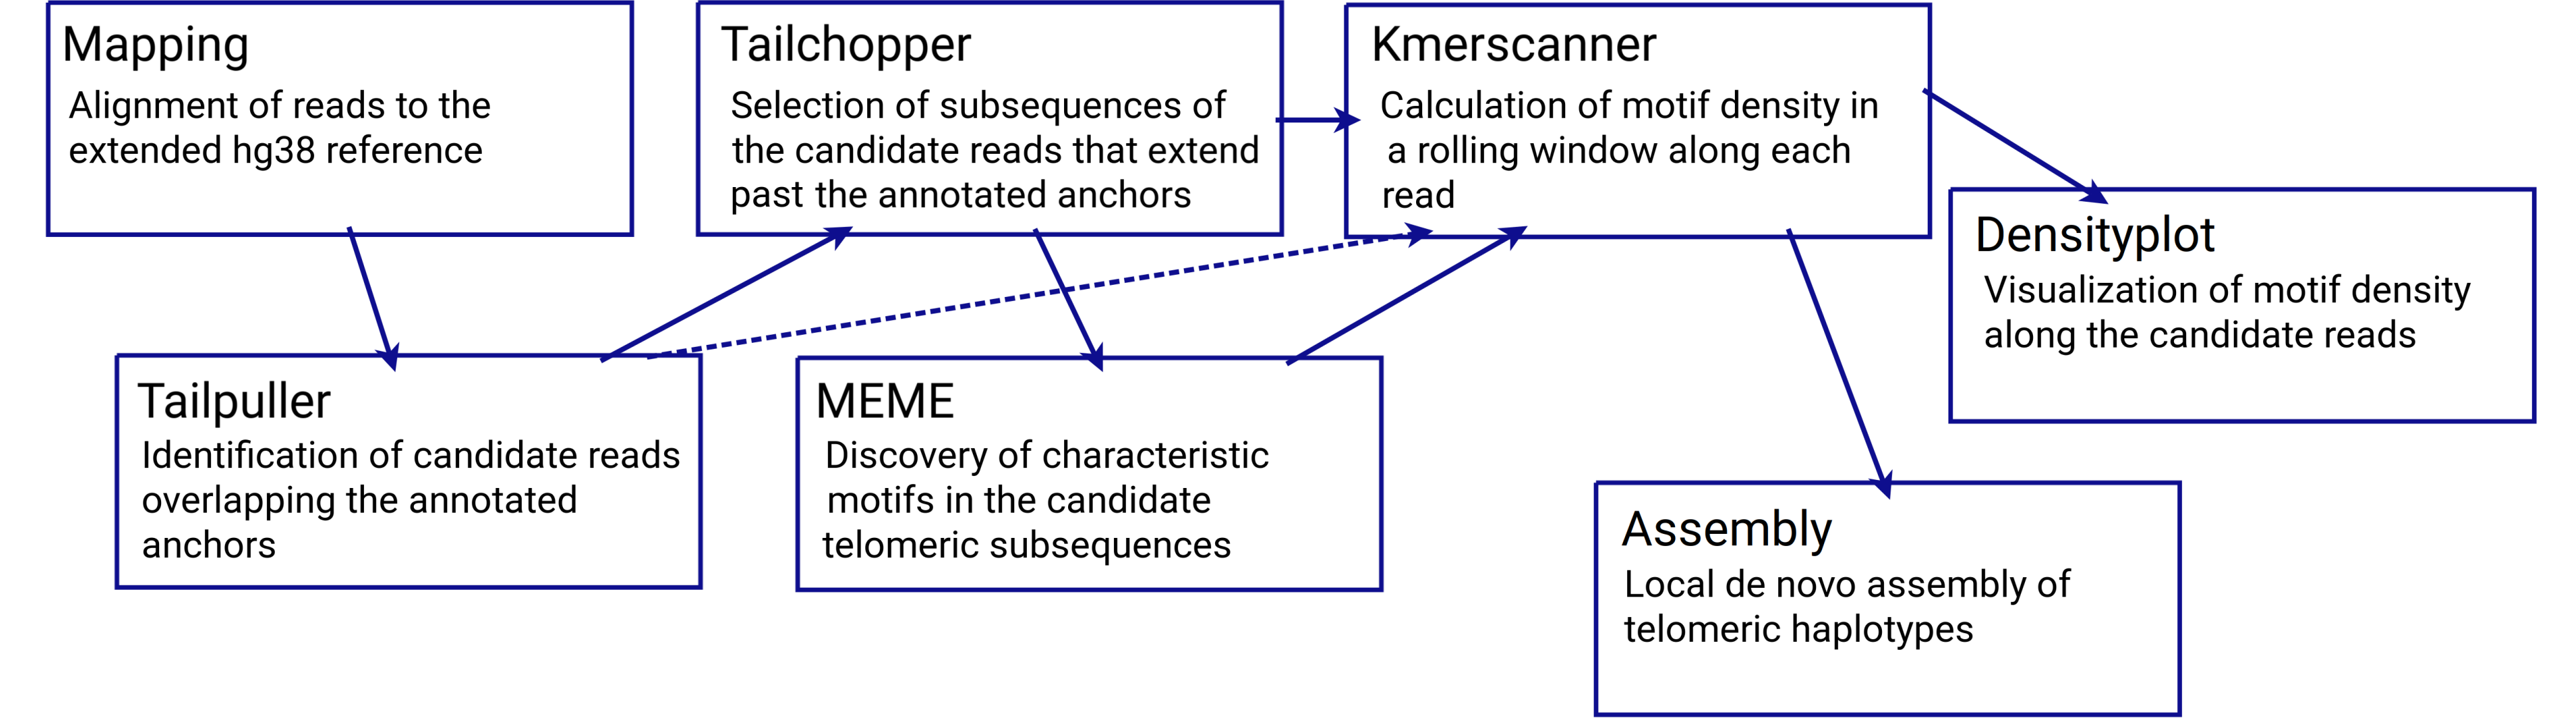 Mapping
Alignment of reads to the
extended hg38 reference
Tailchopper
Selection of subsequences of
the candidate reads that extend
past the annotated anchors
Kmerscanner
Calculation of motif density in
a rolling window along each
read
Densityplot
Visualization of motif density
along the candidate reads
Tailpuller
Identification of candidate reads
overlapping the annotated
anchors
MEME
Discovery of characteristic
motifs in the candidate
telomeric subsequences
Assembly
Local de novo assembly of
telomeric haplotypes